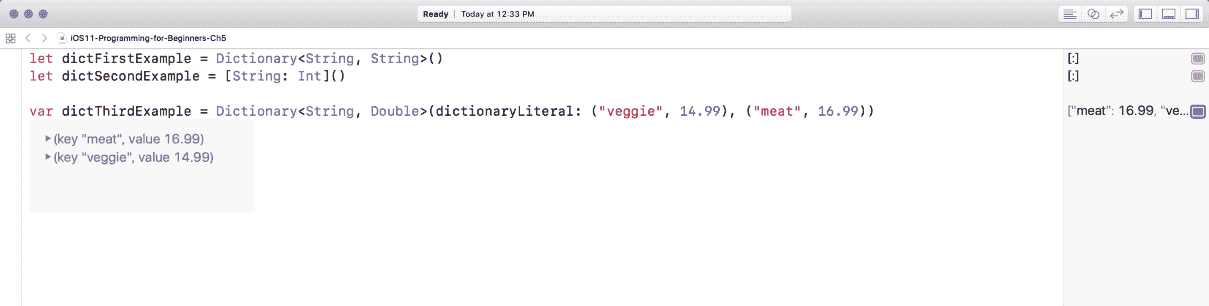 Ready | Today at 12:33 PM
iOS11-Programming-for-Beginners-Ch5
let dictFirstExample = Dictionary<String, String>()
[:]
let dictSecondExample = [String: Int]()
[:]
var dictThirdExample = Dictionary<String, Double>(dictionaryLiteral: ("veggie", 14.99), ("meat", 16.99))
["meat": 16.99, "ve...
(key "meat", value 16.99)
(key "veggie", value 14.99)